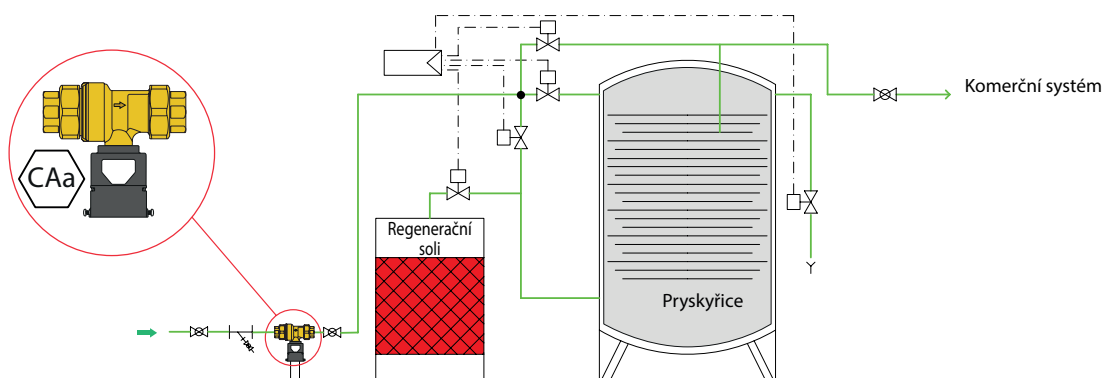 CAa
Komerční systém
Regenerační
soli
Pryskyřice